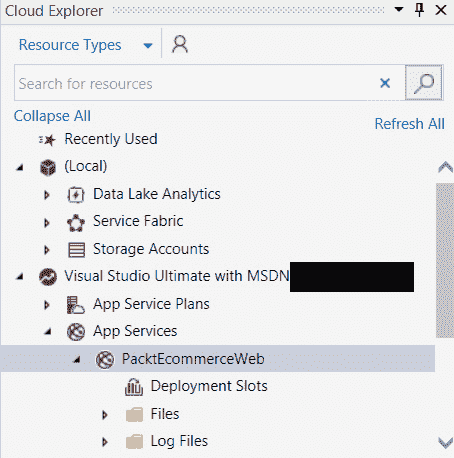 Cloud Explorer
Resource Types
Search for resources
Collapse All
Refresh All
Recently Used
(Local)
Data Lake Analytics
Service Fabric
Storage Accounts
Visual Studio Ultimate with MSDN
App Service Plans
App Services
PacktEcommerceWeb
Deployment Slots
Files
Log Files